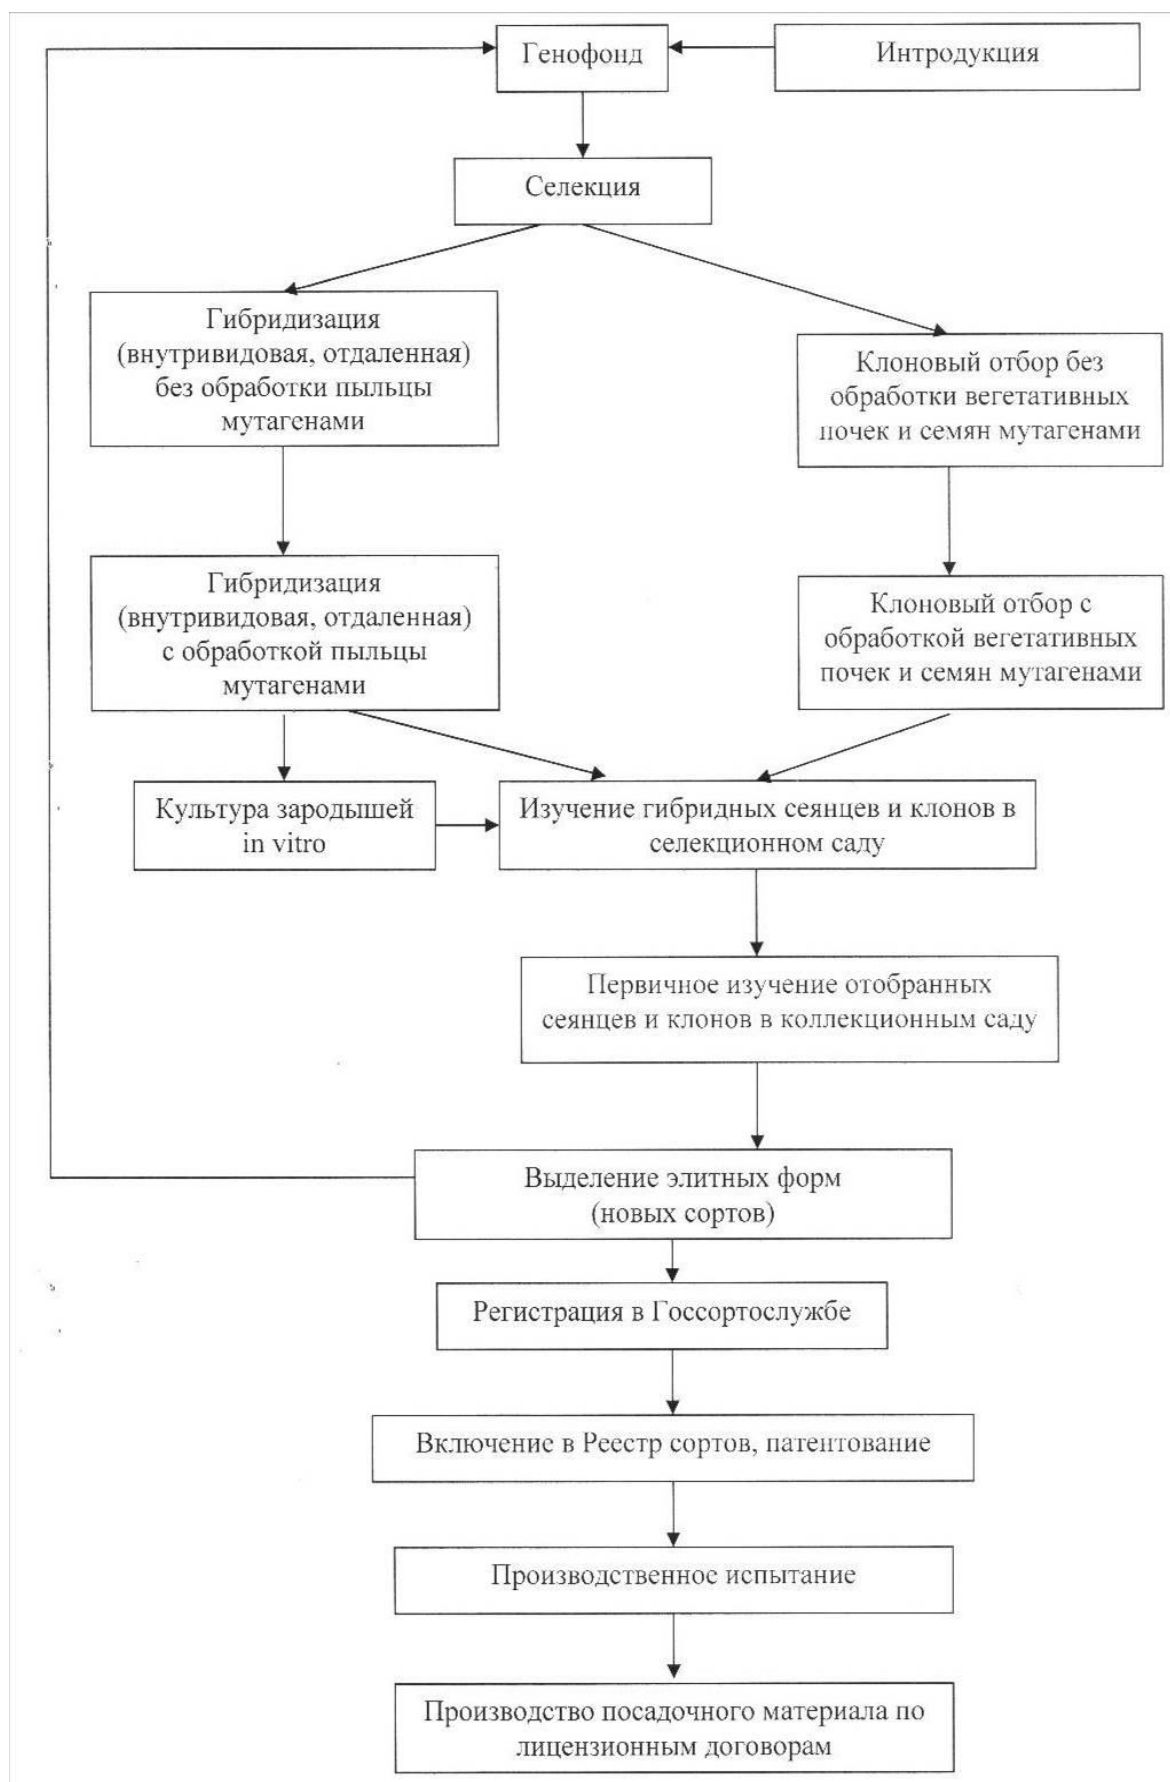 Генофонд
Интродукция
Селекция
Гибридизация
(внутривидовая, отдаленная)
без обработки пыльцы
мутагенами
Клоновый отбор без
обработки вегетативных
почек и семян мутагенами
Гибридизация
(внутривидовая, отдаленная)
с обработкой пыльцы
мутагенами
Клоновый отбор с
обработкой вегетативных
почек и семян мутагенами
Культура зародышей
in vitro
Изучение гибридных сеянцев и клонов в
селекционном саду
Первичное изучение отобранных
сеянцев и клонов в коллекционным саду
Выделение элитных форм
(новых сортов)
Регистрация в Госсортослужбе
Включение в Реестр сортов, патентование
Производственное испытание
Производство посадочного материала по
лицензионным договорам